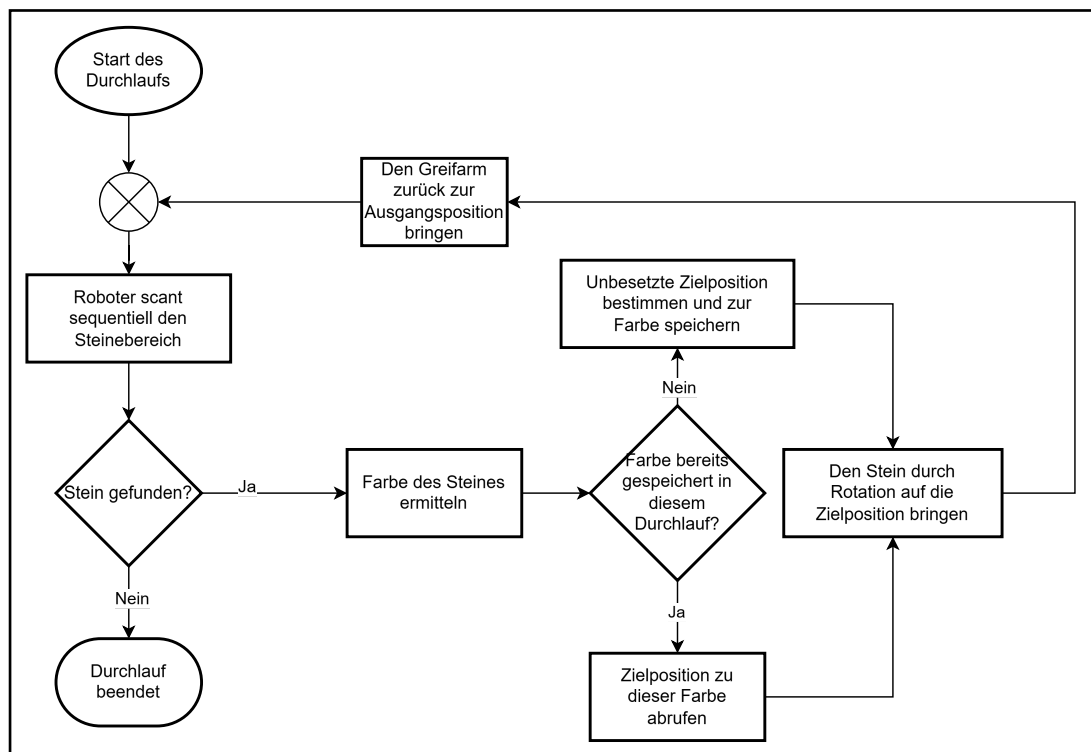 Start des
Durchlaufs
Den Greifarm
zurück zur
Ausgangsposition
bringen
Roboter scant
sequentiell den
Steinebereich
Unbesetzte Zielposition
bestimmen und zur
Farbe speichern
Nein
Stein gefunden?
Ja
Farbe des Steines
ermitteln
Farbe bereits
gespeichert in
diesem
Durchlauf?
Den Stein durch
Rotation auf die
Zielposition bringen
Nein
Ja
Durchlauf
beendet
Zielposition zu
dieser Farbe
abrufen